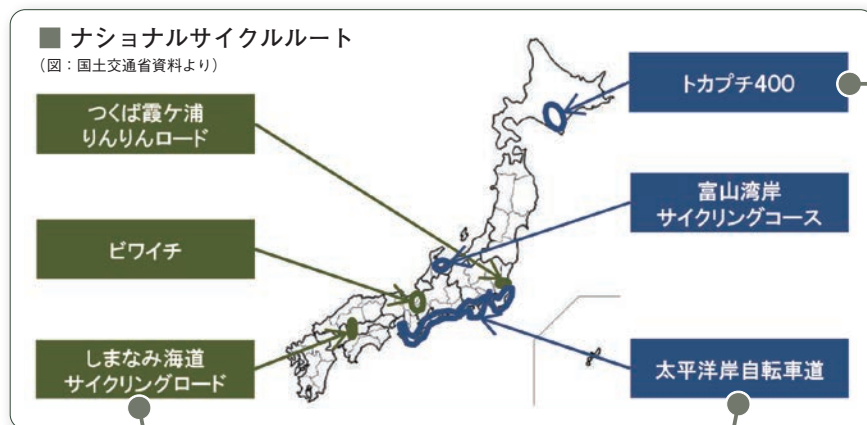 ■ ナショナルサイクルルート
（図：国土交通省資料より）
つくば霞ケ浦
りんりんロード
ビワイチ
しまなみ海道
サイクリングロード
トカプチ400
富山湾岸
サイクリングコース
太平洋岸自転車道